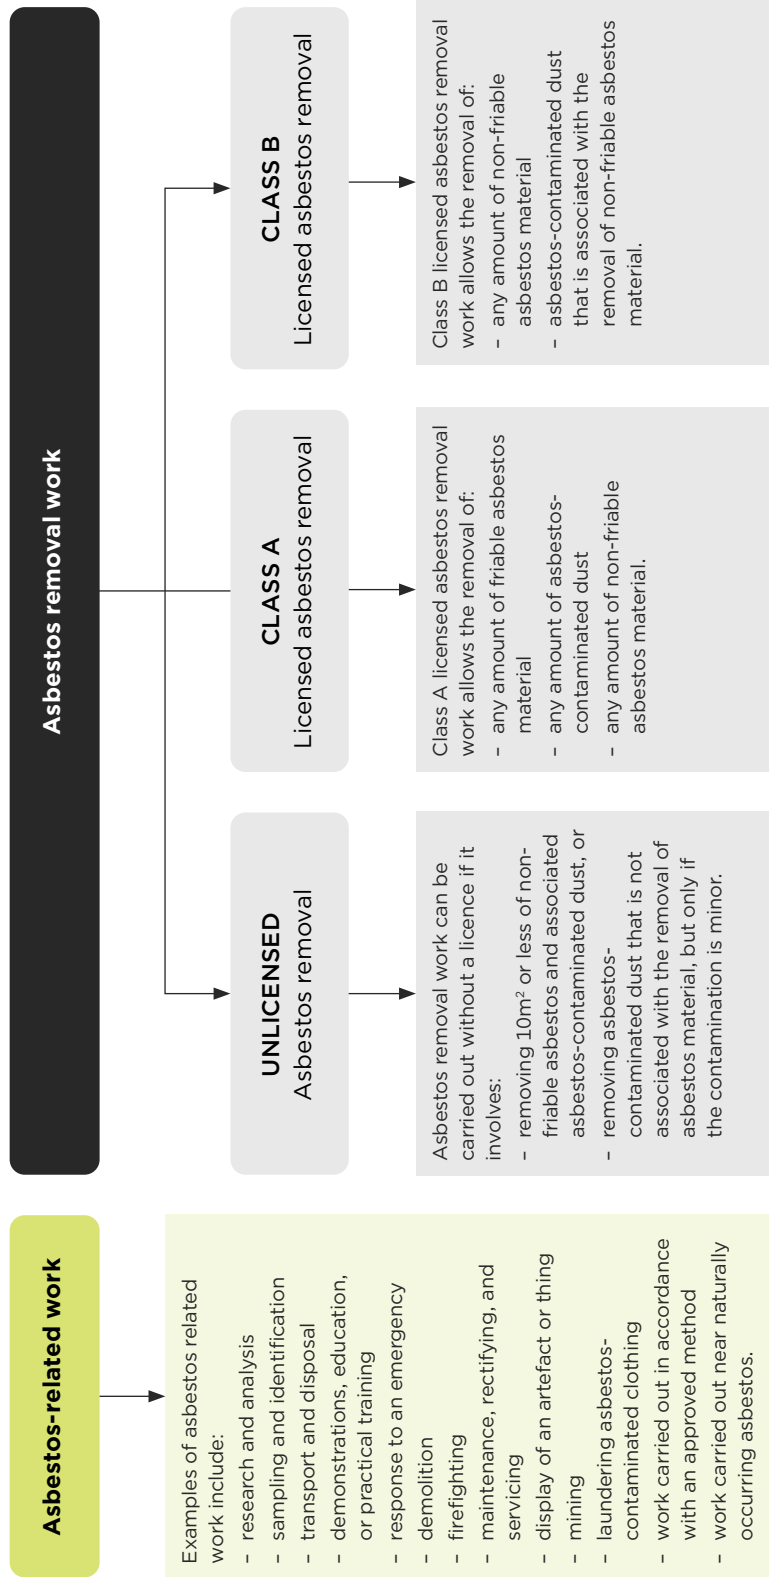 Asbestos-related work
Examples of asbestos related
work include:
– research and analysis
– sampling and identification
– transport and disposal
– demonstrations, education,
or practical training
– response to an emergency
– demolition
– firefighting
– maintenance, rectifying, and
servicing
– display of an artefact or thing
– mining
– laundering asbestos-
contaminated clothing
– work carried out in accordance
with an approved method
– work carried out near naturally
occurring asbestos.
Asbestos removal work
UNLICENSED
Asbestos removal
Asbestos removal work can be
carried out without a licence if it
involves:
– removing 10m² or less of non-
friable asbestos and associated
asbestos-contaminated dust, or
– removing asbestos-
contaminated dust that is not
associated with the removal of
asbestos material, but only if
the contamination is minor.
CLASS A
Licensed asbestos removal
Class A licensed asbestos removal
work allows the removal of:
– any amount of friable asbestos
material
– any amount of asbestos-
contaminated dust
– any amount of non-friable
asbestos material.
CLASS B
Licensed asbestos removal
Class B licensed asbestos removal
work allows the removal of:
– any amount of non-friable
asbestos material
– asbestos-contaminated dust
that is associated with the
removal of non-friable asbestos
material.